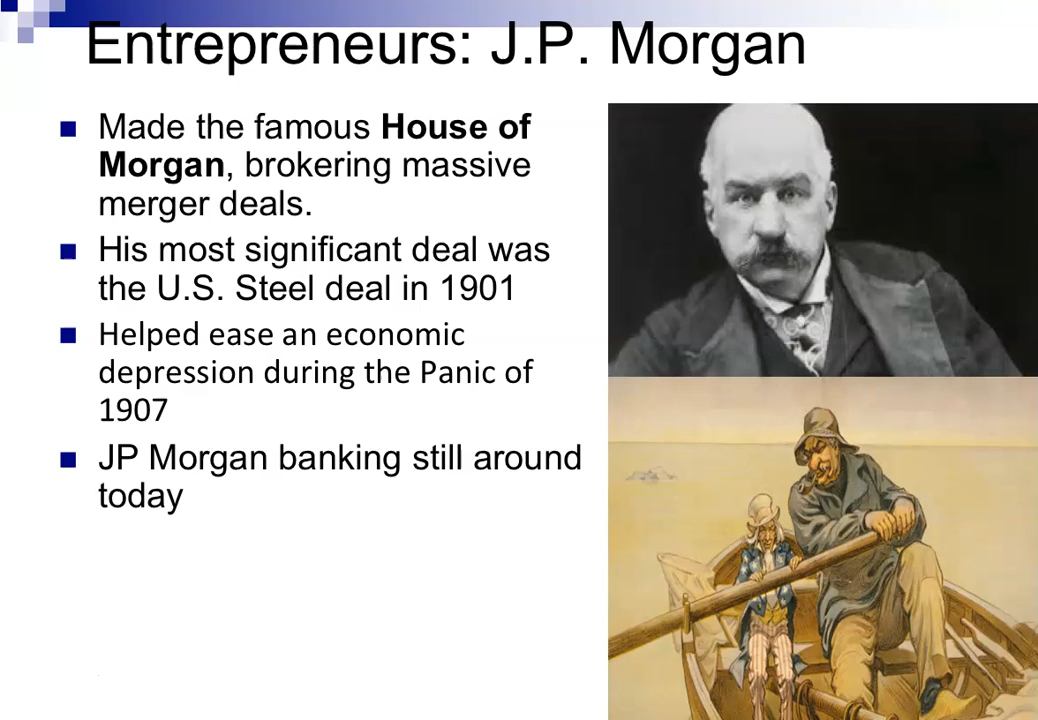 Entrepreneurs: J.P. Morgan
Made the famous House of
Morgan, brokering massive
merger deals.
His most significant deal was
the U.S. Steel deal in 1901
Helped ease an economic
depression during the Panic of
1907
JP Morgan banking still around
today